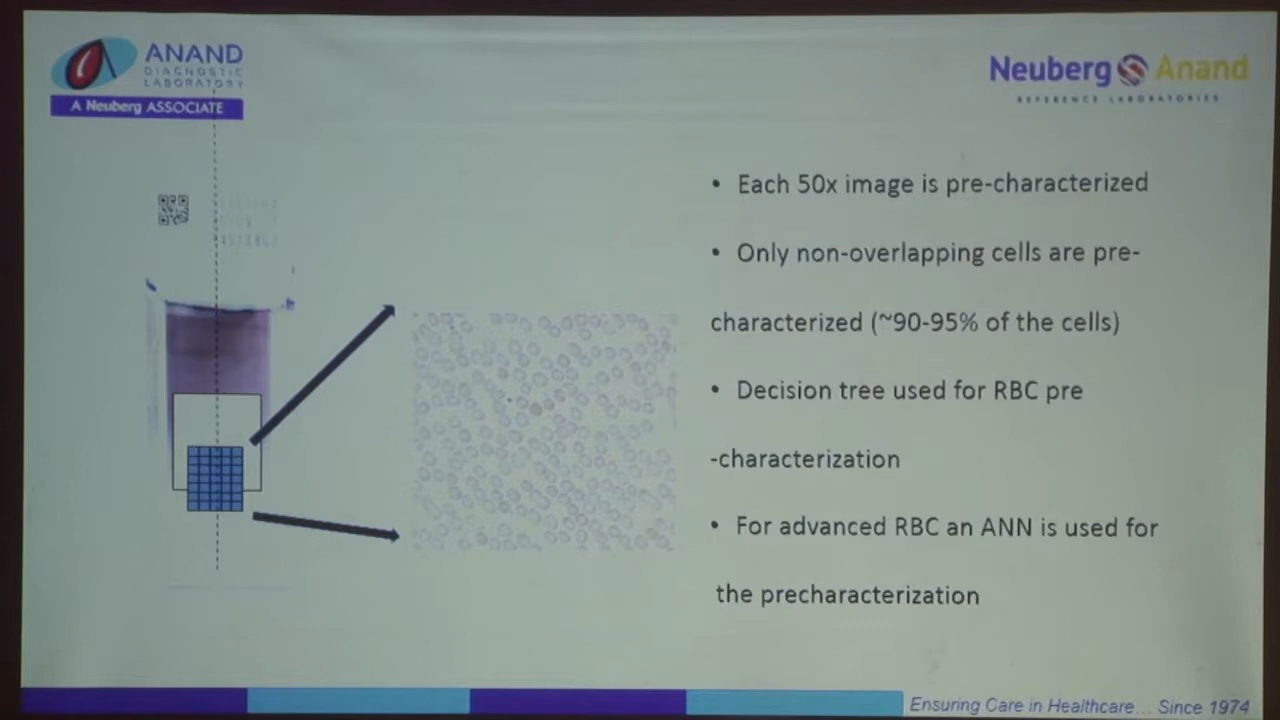 ANAND
DIAGNOSTIC
LABORATORY
A Neuberg ASSOCIATE
Neuberg Anand
REFERENCE LABORATORIES
• Each 50x image is pre-characterized
• Only non-overlapping cells are pre-
characterized (~90-95% of the cells)
• Decision tree used for RBC pre
-characterization
• For advanced RBC an ANN is used for
the precharacterization
Ensuring Care in Healthcare... Since 1974